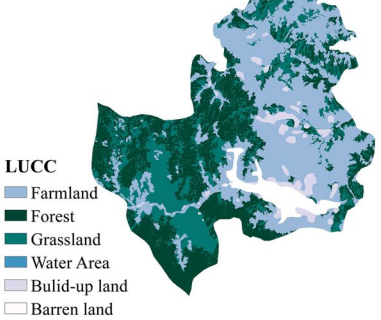 LUCC
Farmland
Forest
Grassland
Water Area
Bulid-up land
Barren land